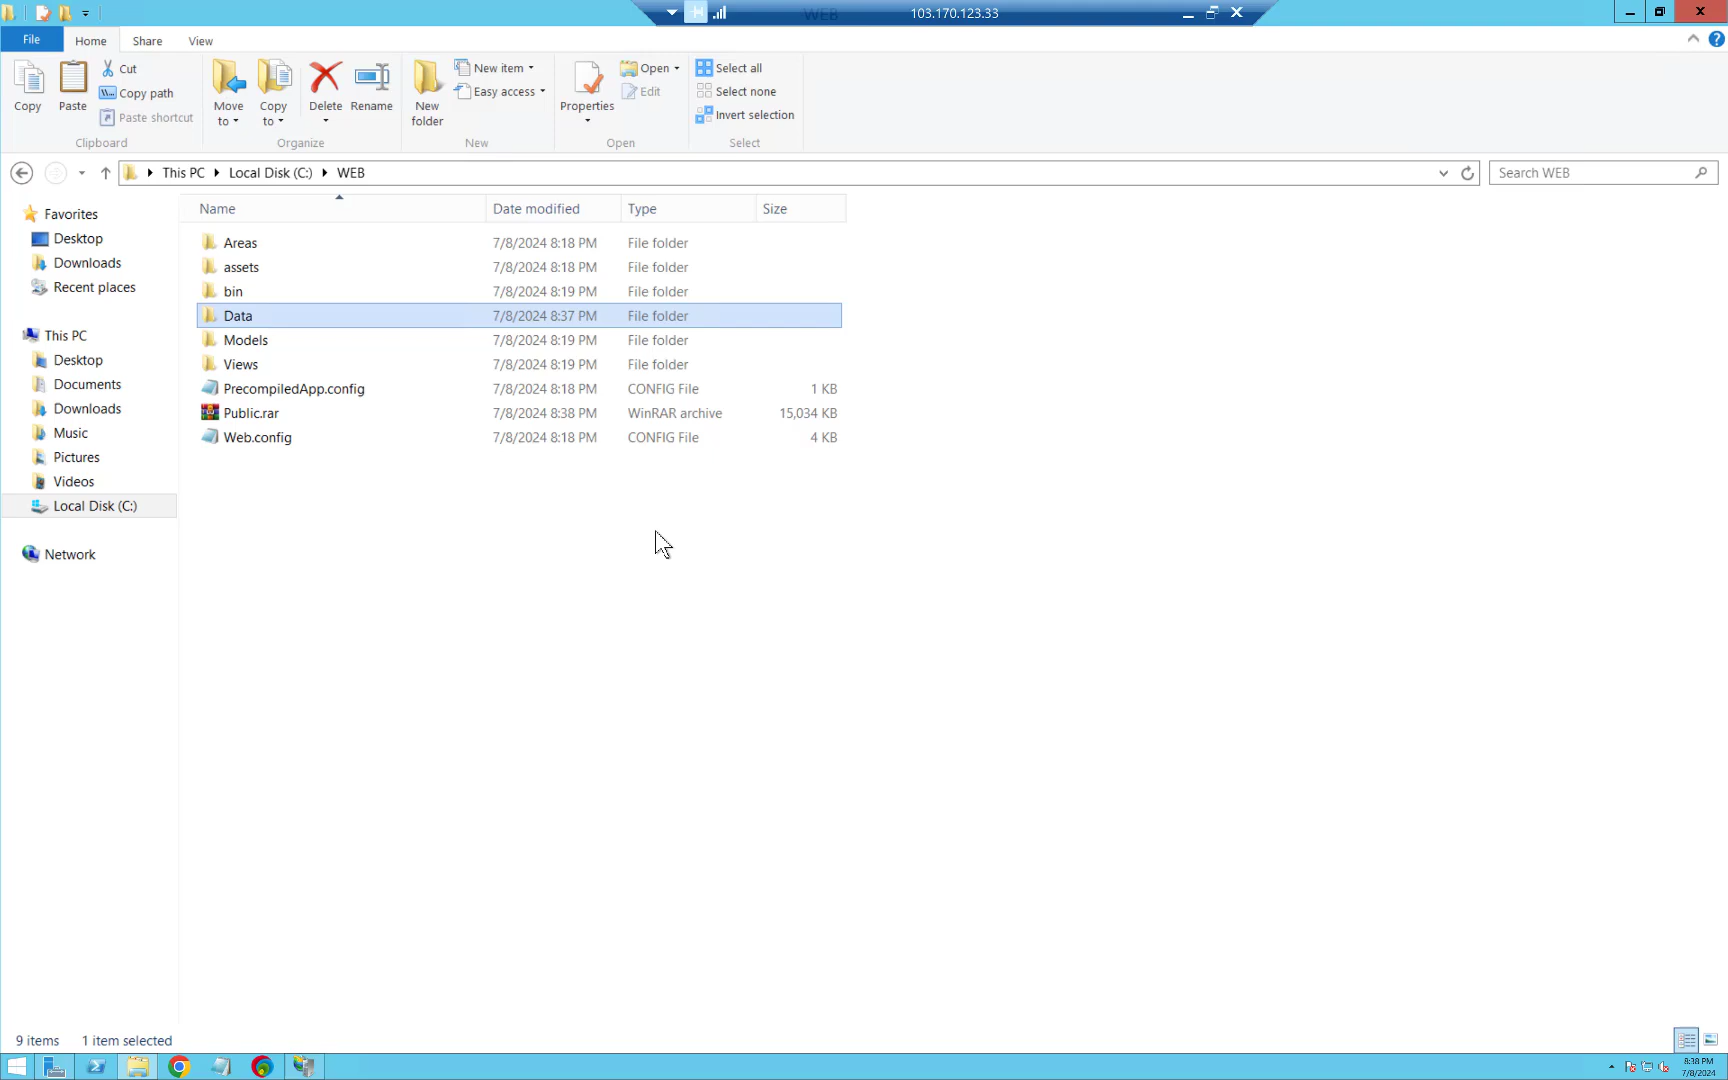 WEB
103.170.123.33
File
Home
Share
View
Copy
Paste
Cut
Copy path
Paste shortcut
Clipboard
Move to
Copy to
Delete
Rename
Organize
New folder
New item
Easy access
New
Properties
Open
Edit
Open
Select all
Select none
Invert selection
Select
This PC
Local Disk (C:)
WEB
Search WEB
Favorites
Desktop
Downloads
Recent places
This PC
Desktop
Documents
Downloads
Music
Pictures
Videos
Local Disk (C:)
Network
Name Date modified Type Size
Areas 7/8/2024 8:18 PM File folder
assets 7/8/2024 8:18 PM File folder
bin 7/8/2024 8:19 PM File folder
Data 7/8/2024 8:37 PM File folder
Models 7/8/2024 8:19 PM File folder
Views 7/8/2024 8:19 PM File folder
PrecompiledApp.config 7/8/2024 8:18 PM CONFIG File 1 KB
Public.rar 7/8/2024 8:38 PM WinRAR archive 15,034 KB
Web.config 7/8/2024 8:18 PM CONFIG File 4 KB
9 items 1 item selected
8:38 PM
7/8/2024